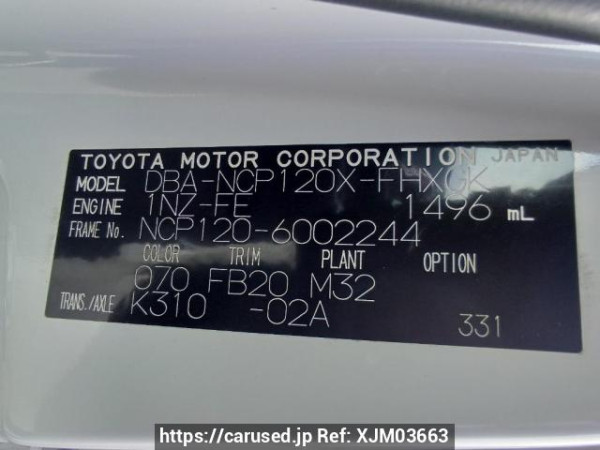 TOYOTA MOTOR CORPORATION JAPAN
MODEL DBA-NCP120X-FHXGK
ENGINE 1NZ-FE 1496 mL
FRAME No. NCP120-6002244
COLOR TRIM PLANT OPTION
070 FB20 M32
TRANS./AXLE K310 -02A
331
https://carused.jp Ref: XJM03663